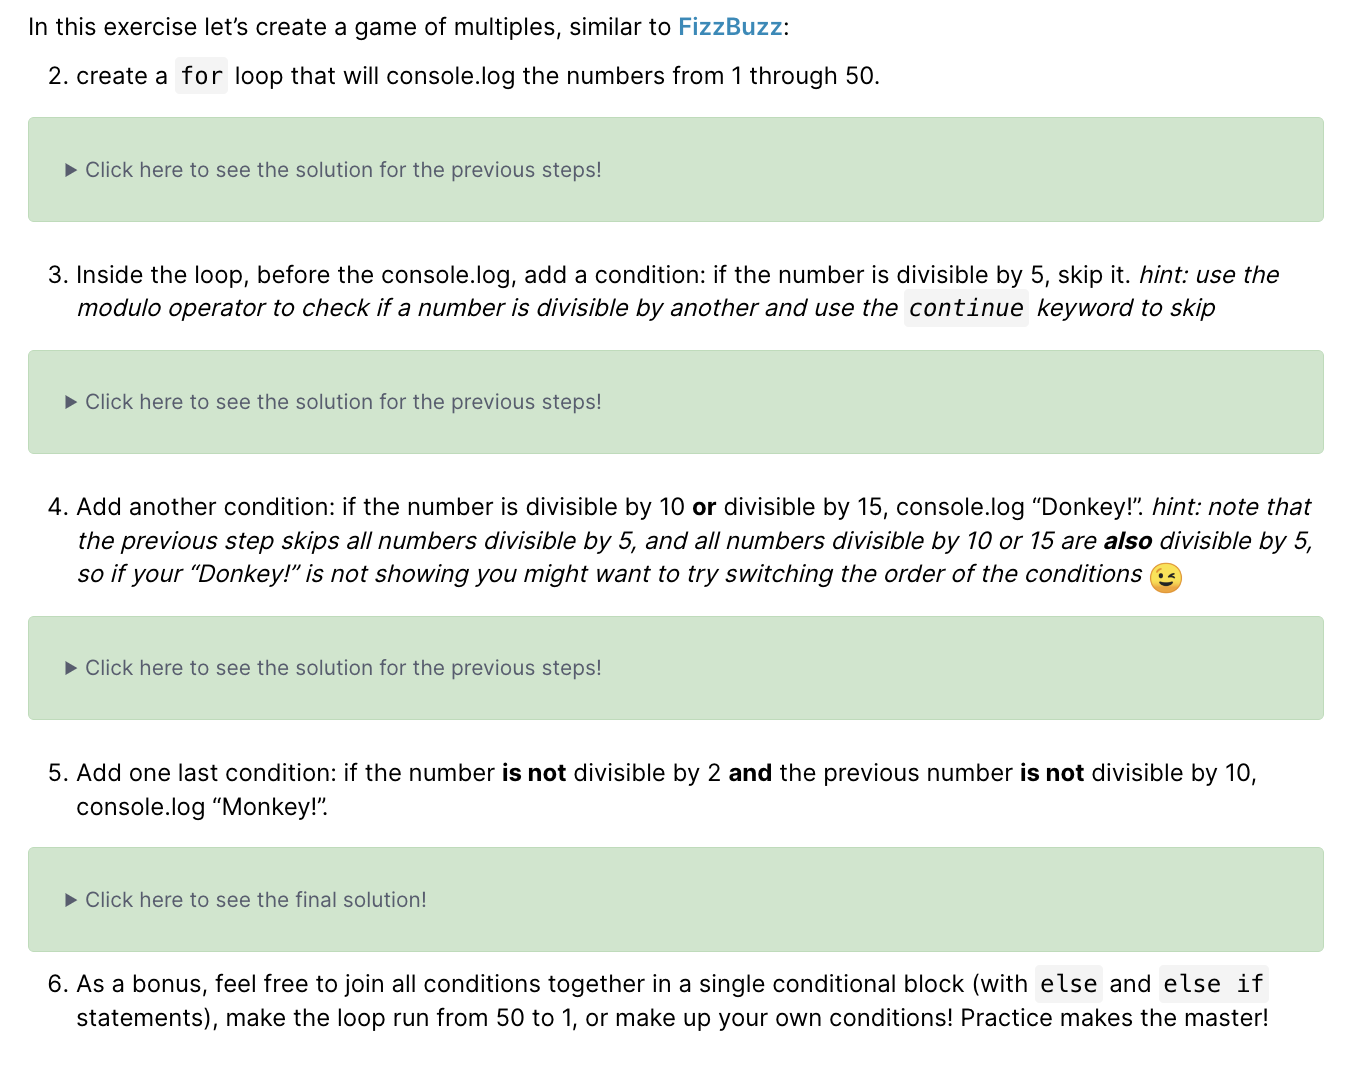 In this exercise let’s create a game of multiples, similar to FizzBuzz:
2. create a for loop that will console.log the numbers from 1 through 50.
▶ Click here to see the solution for the previous steps!
3. Inside the loop, before the console.log, add a condition: if the number is divisible by 5, skip it. hint: use the
modulo operator to check if a number is divisible by another and use the continue keyword to skip
▶ Click here to see the solution for the previous steps!
4. Add another condition: if the number is divisible by 10 or divisible by 15, console.log “Donkey!”. hint: note that
the previous step skips all numbers divisible by 5, and all numbers divisible by 10 or 15 are also divisible by 5,
so if your “Donkey!” is not showing you might want to try switching the order of the conditions 😉
▶ Click here to see the solution for the previous steps!
5. Add one last condition: if the number is not divisible by 2 and the previous number is not divisible by 10,
console.log “Monkey!”.
▶ Click here to see the final solution!
6. As a bonus, feel free to join all conditions together in a single conditional block (with else and else if
statements), make the loop run from 50 to 1, or make up your own conditions! Practice makes the master!